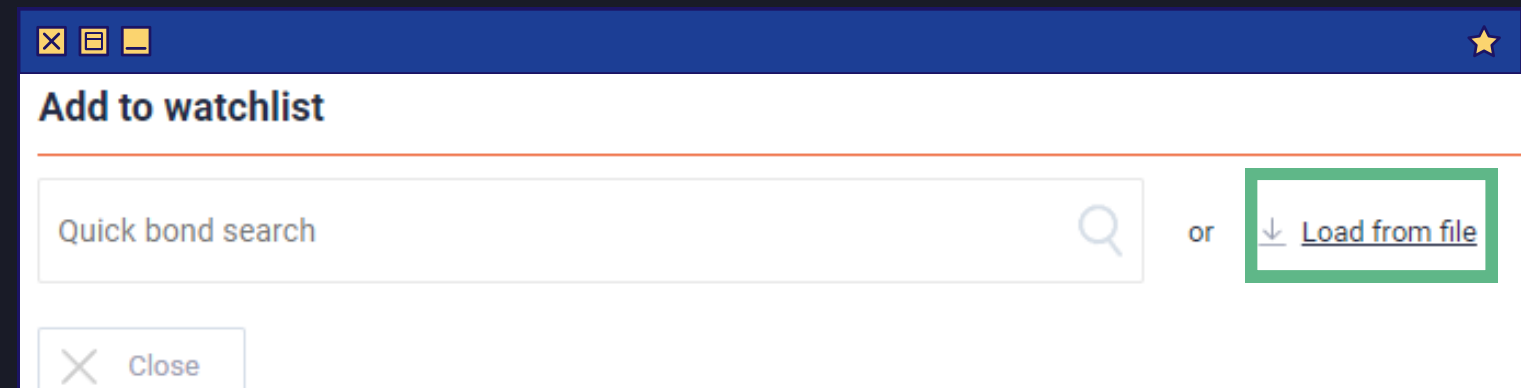 Add to watchlist
Quick bond search
or
Load from file
Close